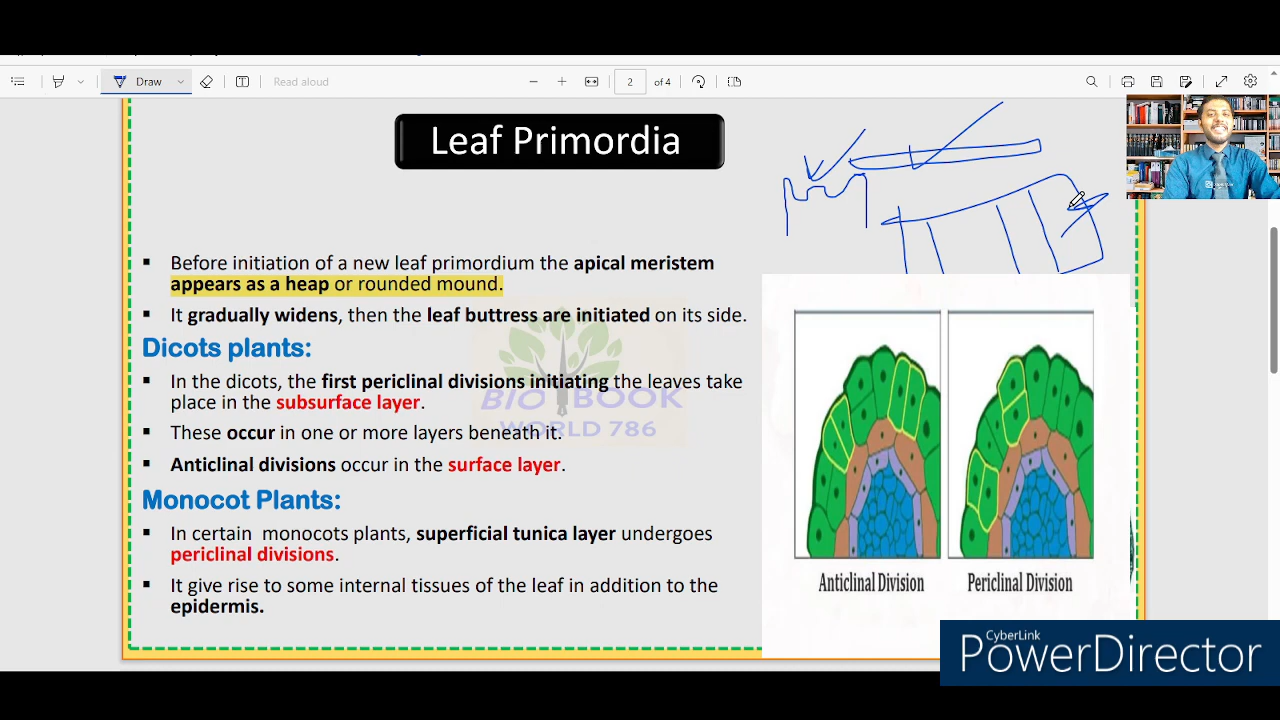 Draw
Read aloud
2
of 4
Leaf Primordia
▪ Before initiation of a new leaf primordium the apical meristem
appears as a heap or rounded mound.
▪ It gradually widens, then the leaf buttress are initiated on its side.
Dicots plants:
▪ In the dicots, the first periclinal divisions initiating the leaves take
place in the subsurface layer.
▪ These occur in one or more layers beneath it.
▪ Anticlinal divisions occur in the surface layer.
Monocot Plants:
▪ In certain monocots plants, superficial tunica layer undergoes
periclinal divisions.
▪ It give rise to some internal tissues of the leaf in addition to the
epidermis.
BIO BOOK
WORLD 786
Anticlinal Division
Periclinal Division
CyberLink
PowerDirector